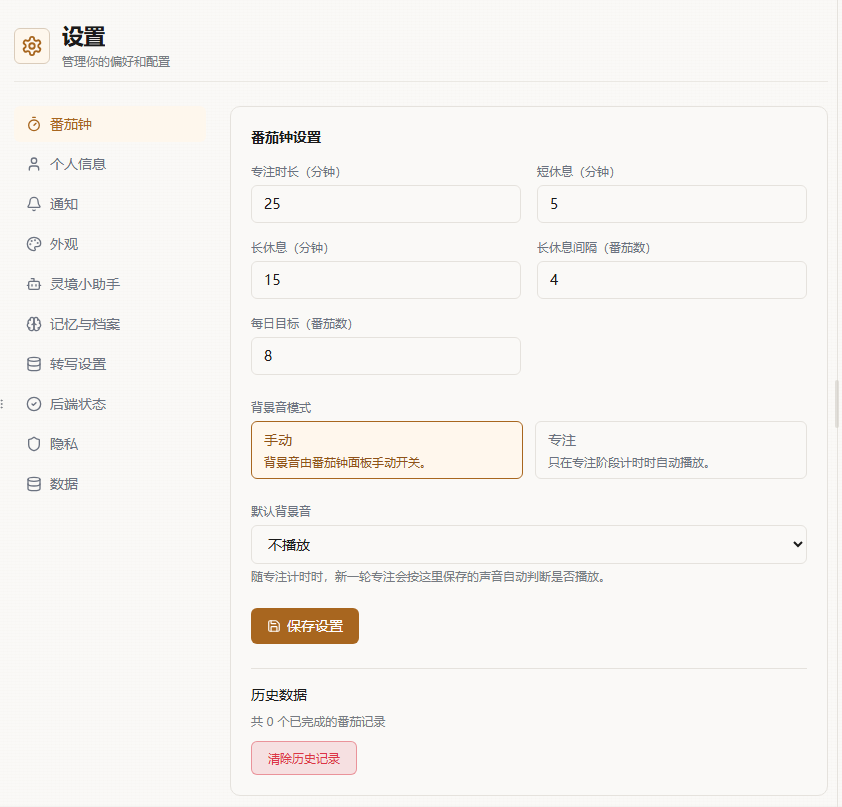 设置
管理你的偏好和配置
番茄钟
个人信息
通知
外观
灵境小助手
记忆与档案
转写设置
后端状态
隐私
数据
番茄钟设置
专注时长（分钟）
短休息（分钟）
25
5
长休息（分钟）
长休息间隔（番茄数）
15
4
每日目标（番茄数）
8
背景音模式
手动
背景音由番茄钟面板手动开关。
专注
只在专注阶段计时时自动播放。
默认背景音
不播放
随专注计时时，新一轮专注会按这里保存的声音自动判断是否播放。
保存设置
历史数据
共 0 个已完成的番茄记录
清除历史记录